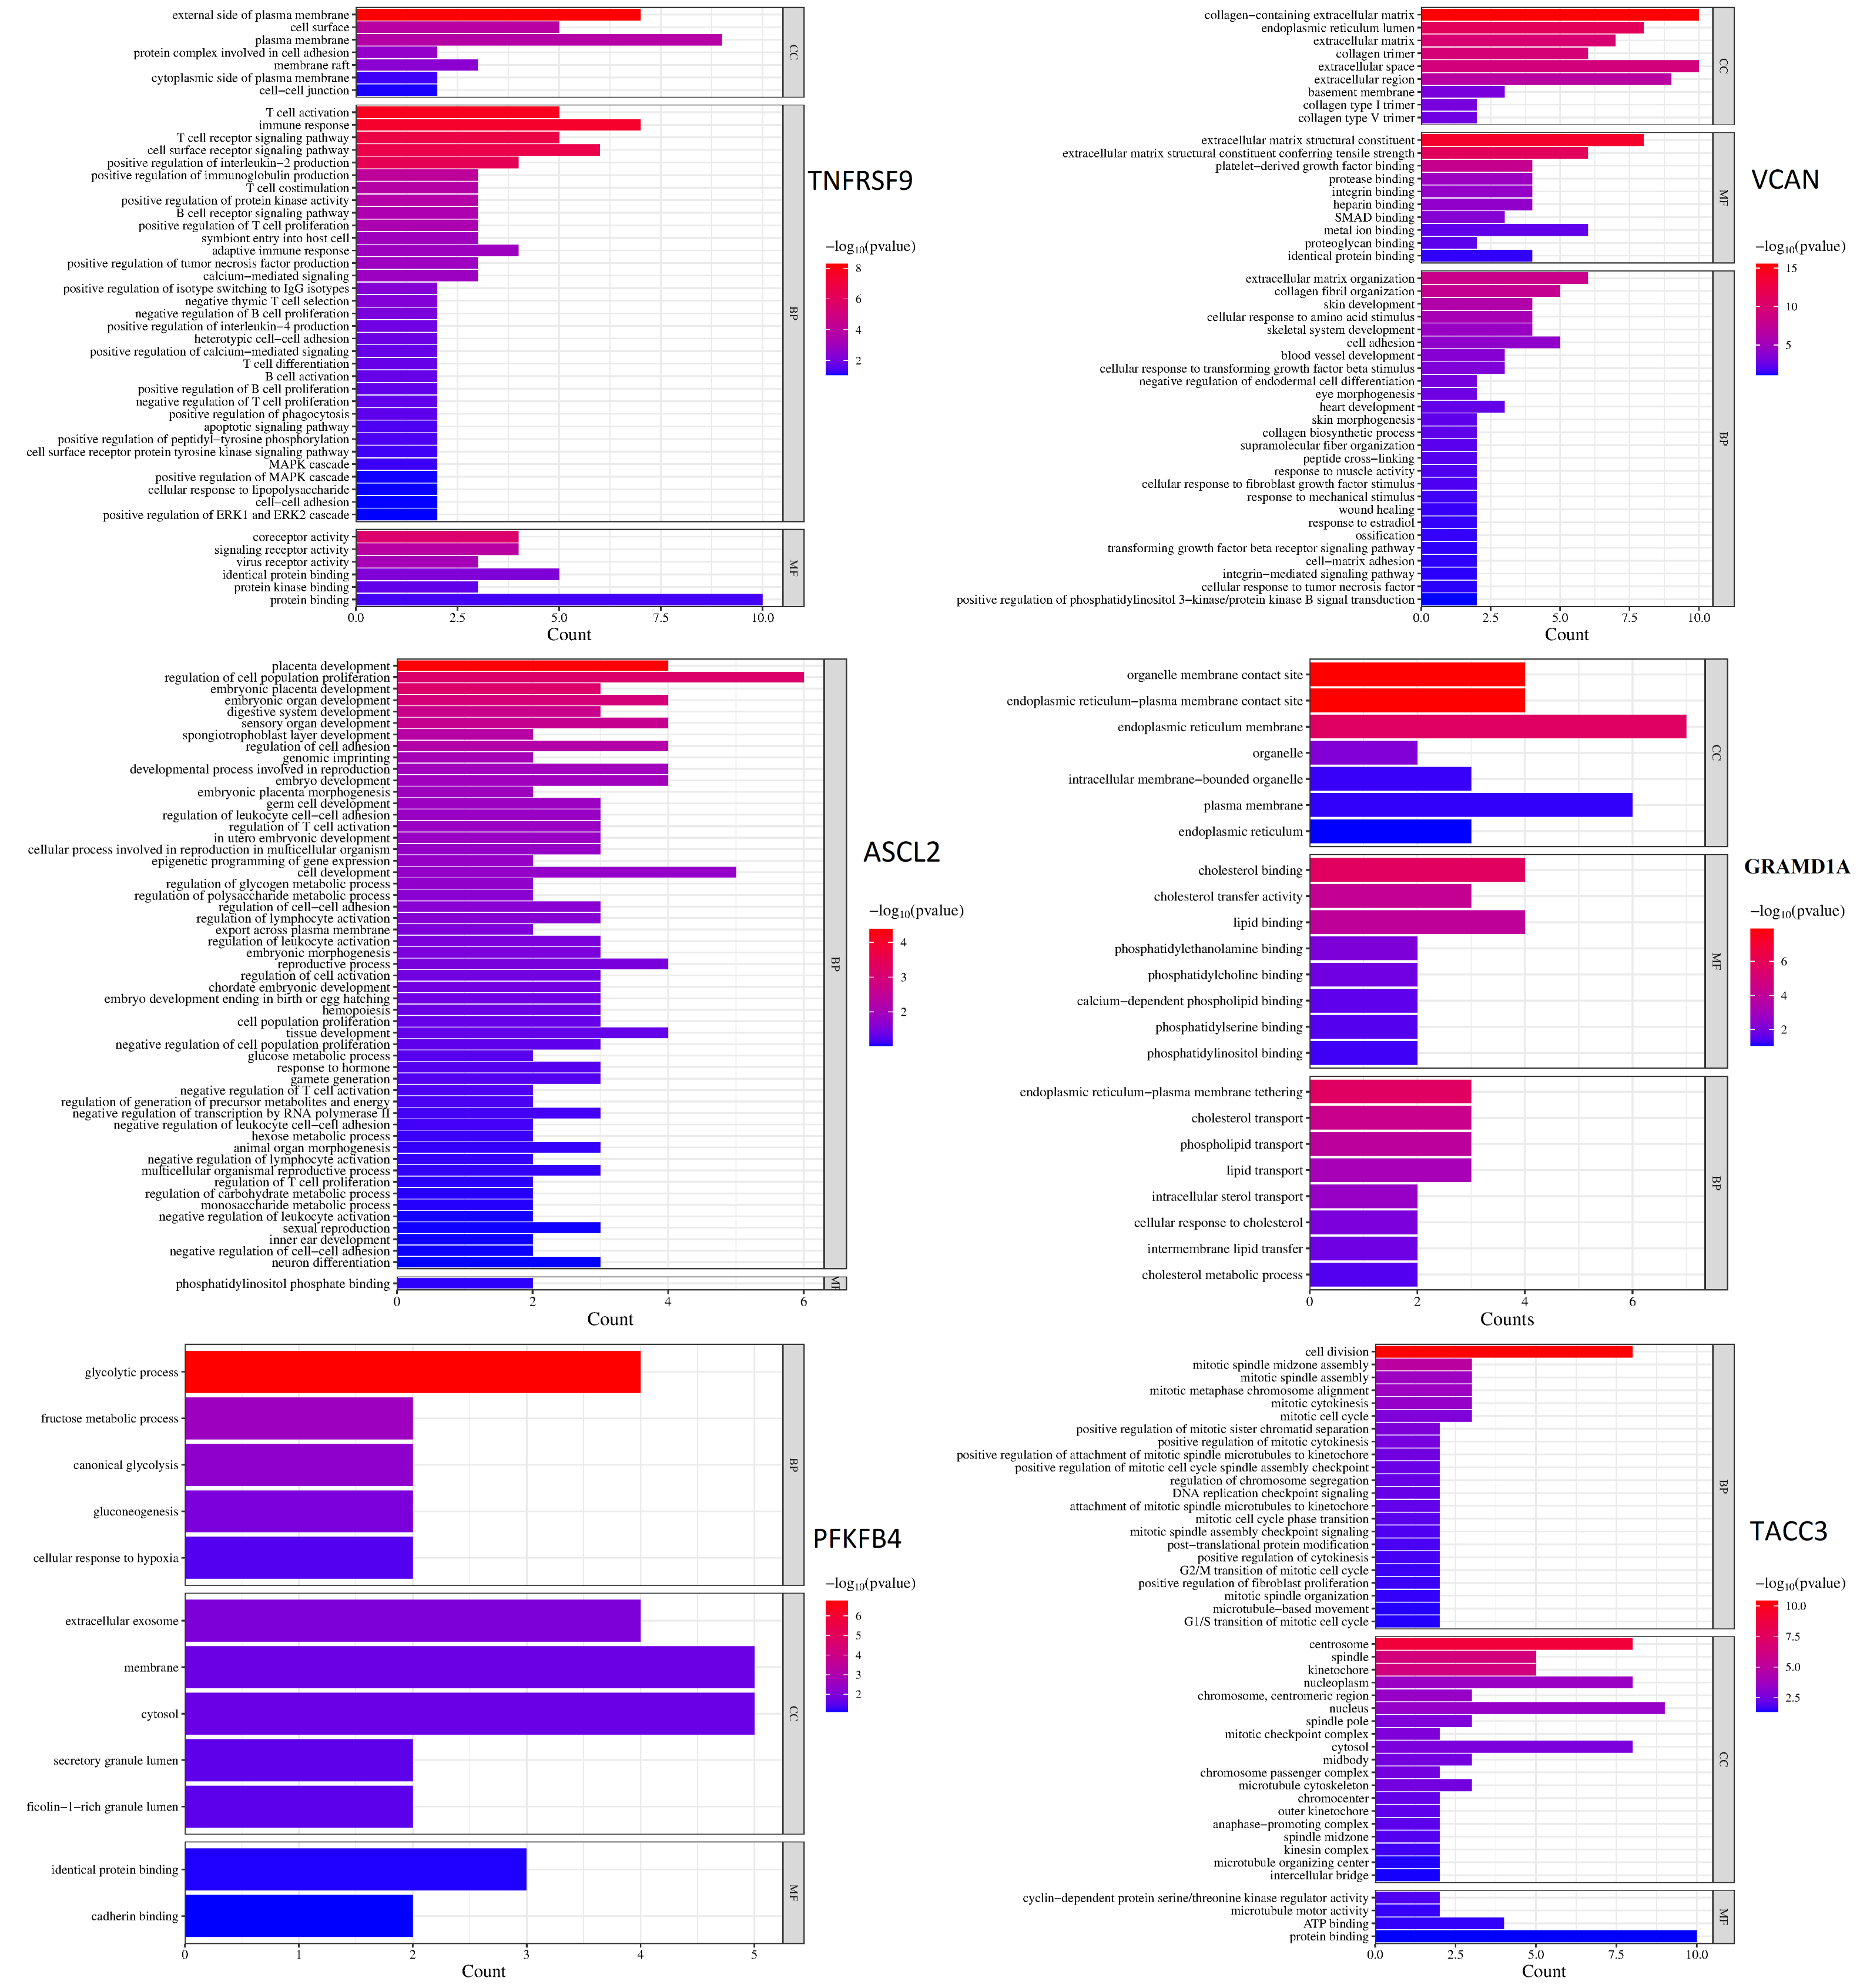 external side of plasma membrane
cell surface
plasma membrane
protein complex involved in cell adhesion
membrane raft
cytoplasmic side of plasma membrane
cell−cell junction
CC
T cell activation
immune response
T cell receptor signaling pathway
cell surface receptor signaling pathway
positive regulation of interleukin−2 production
positive regulation of immunoglobulin production
T cell costimulation
positive regulation of protein kinase activity
B cell receptor signaling pathway
positive regulation of T cell proliferation
symbiont entry into host cell
adaptive immune response
positive regulation of tumor necrosis factor production
calcium−mediated signaling
positive regulation of isotype switching to IgG isotypes
negative thymic T cell selection
negative regulation of B cell proliferation
positive regulation of interleukin−4 production
heterotypic cell−cell adhesion
positive regulation of calcium−mediated signaling
T cell differentiation
B cell activation
positive regulation of B cell proliferation
negative regulation of T cell proliferation
positive regulation of phagocytosis
apoptotic signaling pathway
positive regulation of peptidyl−tyrosine phosphorylation
cell surface receptor protein tyrosine kinase signaling pathway
MAPK cascade
positive regulation of MAPK cascade
cellular response to lipopolysaccharide
cell−cell adhesion
positive regulation of ERK1 and ERK2 cascade
BP
coreceptor activity
signaling receptor activity
virus receptor activity
identical protein binding
protein kinase binding
protein binding
MF
0.0 2.5 5.0 7.5 10.0
Count
TNFRSF9
−log10(pvalue)
8
6
4
2
collagen−containing extracellular matrix
endoplasmic reticulum lumen
extracellular matrix
collagen trimer
extracellular space
extracellular region
basement membrane
collagen type I trimer
collagen type V trimer
CC
extracellular matrix structural constituent
extracellular matrix structural constituent conferring tensile strength
platelet−derived growth factor binding
protease binding
integrin binding
heparin binding
SMAD binding
metal ion binding
proteoglycan binding
identical protein binding
MF
extracellular matrix organization
collagen fibril organization
skin development
cellular response to amino acid stimulus
skeletal system development
cell adhesion
blood vessel development
cellular response to transforming growth factor beta stimulus
negative regulation of endodermal cell differentiation
eye morphogenesis
heart development
skin morphogenesis
collagen biosynthetic process
supramolecular fiber organization
peptide cross−linking
response to muscle activity
cellular response to fibroblast growth factor stimulus
response to mechanical stimulus
wound healing
response to estradiol
ossification
transforming growth factor beta receptor signaling pathway
cell−matrix adhesion
integrin−mediated signaling pathway
cellular response to tumor necrosis factor
positive regulation of phosphatidylinositol 3−kinase/protein kinase B signal transduction
BP
0.0 2.5 5.0 7.5 10.0
Count
VCAN
−log10(pvalue)
15
10
5
placenta development
regulation of cell population proliferation
embryonic placenta development
embryonic organ development
digestive system development
sensory organ development
spongiotrophoblast layer development
regulation of cell adhesion
genomic imprinting
developmental process involved in reproduction
embryo development
embryonic placenta morphogenesis
germ cell development
regulation of leukocyte cell−cell adhesion
regulation of T cell activation
in utero embryonic development
cellular process involved in reproduction in multicellular organism
epigenetic programming of gene expression
cell development
regulation of glycogen metabolic process
regulation of polysaccharide metabolic process
regulation of cell−cell adhesion
regulation of lymphocyte activation
export across plasma membrane
regulation of leukocyte activation
embryonic morphogenesis
reproductive process
regulation of cell activation
chordate embryonic development
embryo development ending in birth or egg hatching
hemopoiesis
cell population proliferation
tissue development
negative regulation of cell population proliferation
glucose metabolic process
response to hormone
gamete generation
negative regulation of T cell activation
regulation of generation of precursor metabolites and energy
negative regulation of transcription by RNA polymerase II
negative regulation of leukocyte cell−cell adhesion
hexose metabolic process
animal organ morphogenesis
negative regulation of lymphocyte activation
multicellular organismal reproductive process
regulation of T cell proliferation
regulation of carbohydrate metabolic process
monosaccharide metabolic process
negative regulation of leukocyte activation
sexual reproduction
inner ear development
negative regulation of cell−cell adhesion
neuron differentiation
BP
phosphatidylinositol phosphate binding
MF
0 2 4 6
Count
ASCL2
−log10(pvalue)
4
3
2
organelle membrane contact site
endoplasmic reticulum−plasma membrane contact site
endoplasmic reticulum membrane
organelle
intracellular membrane−bounded organelle
plasma membrane
endoplasmic reticulum
CC
cholesterol binding
cholesterol transfer activity
lipid binding
phosphatidylethanolamine binding
phosphatidylcholine binding
calcium−dependent phospholipid binding
phosphatidylserine binding
phosphatidylinositol binding
MF
endoplasmic reticulum−plasma membrane tethering
cholesterol transport
phospholipid transport
lipid transport
intracellular sterol transport
cellular response to cholesterol
intermembrane lipid transfer
cholesterol metabolic process
BP
0 2 4 6
Counts
GRAMD1A
−log10(pvalue)
6
4
2
glycolytic process
fructose metabolic process
canonical glycolysis
gluconeogenesis
cellular response to hypoxia
BP
extracellular exosome
membrane
cytosol
secretory granule lumen
ficolin−1−rich granule lumen
CC
identical protein binding
cadherin binding
MF
0 1 2 3 4 5
Count
PFKFB4
−log10(pvalue)
6
5
4
3
2
cell division
mitotic spindle midzone assembly
mitotic spindle assembly
mitotic metaphase chromosome alignment
mitotic cytokinesis
mitotic cell cycle
positive regulation of mitotic sister chromatid separation
positive regulation of mitotic cytokinesis
positive regulation of attachment of mitotic spindle microtubules to kinetochore
positive regulation of mitotic cell cycle spindle assembly checkpoint
regulation of chromosome segregation
DNA replication checkpoint signaling
attachment of mitotic spindle microtubules to kinetochore
mitotic cell cycle phase transition
mitotic spindle assembly checkpoint signaling
post−translational protein modification
positive regulation of cytokinesis
G2/M transition of mitotic cell cycle
positive regulation of fibroblast proliferation
mitotic spindle organization
microtubule−based movement
G1/S transition of mitotic cell cycle
BP
centrosome
spindle
kinetochore
nucleoplasm
chromosome, centromeric region
nucleus
spindle pole
mitotic checkpoint complex
cytosol
midbody
chromosome passenger complex
microtubule cytoskeleton
chromocenter
outer kinetochore
anaphase−promoting complex
spindle midzone
kinesin complex
microtubule organizing center
intercellular bridge
CC
cyclin−dependent protein serine/threonine kinase regulator activity
microtubule motor activity
ATP binding
protein binding
MF
0.0 2.5 5.0 7.5 10.0
Count
TACC3
−log10(pvalue)
10.0
7.5
5.0
2.5